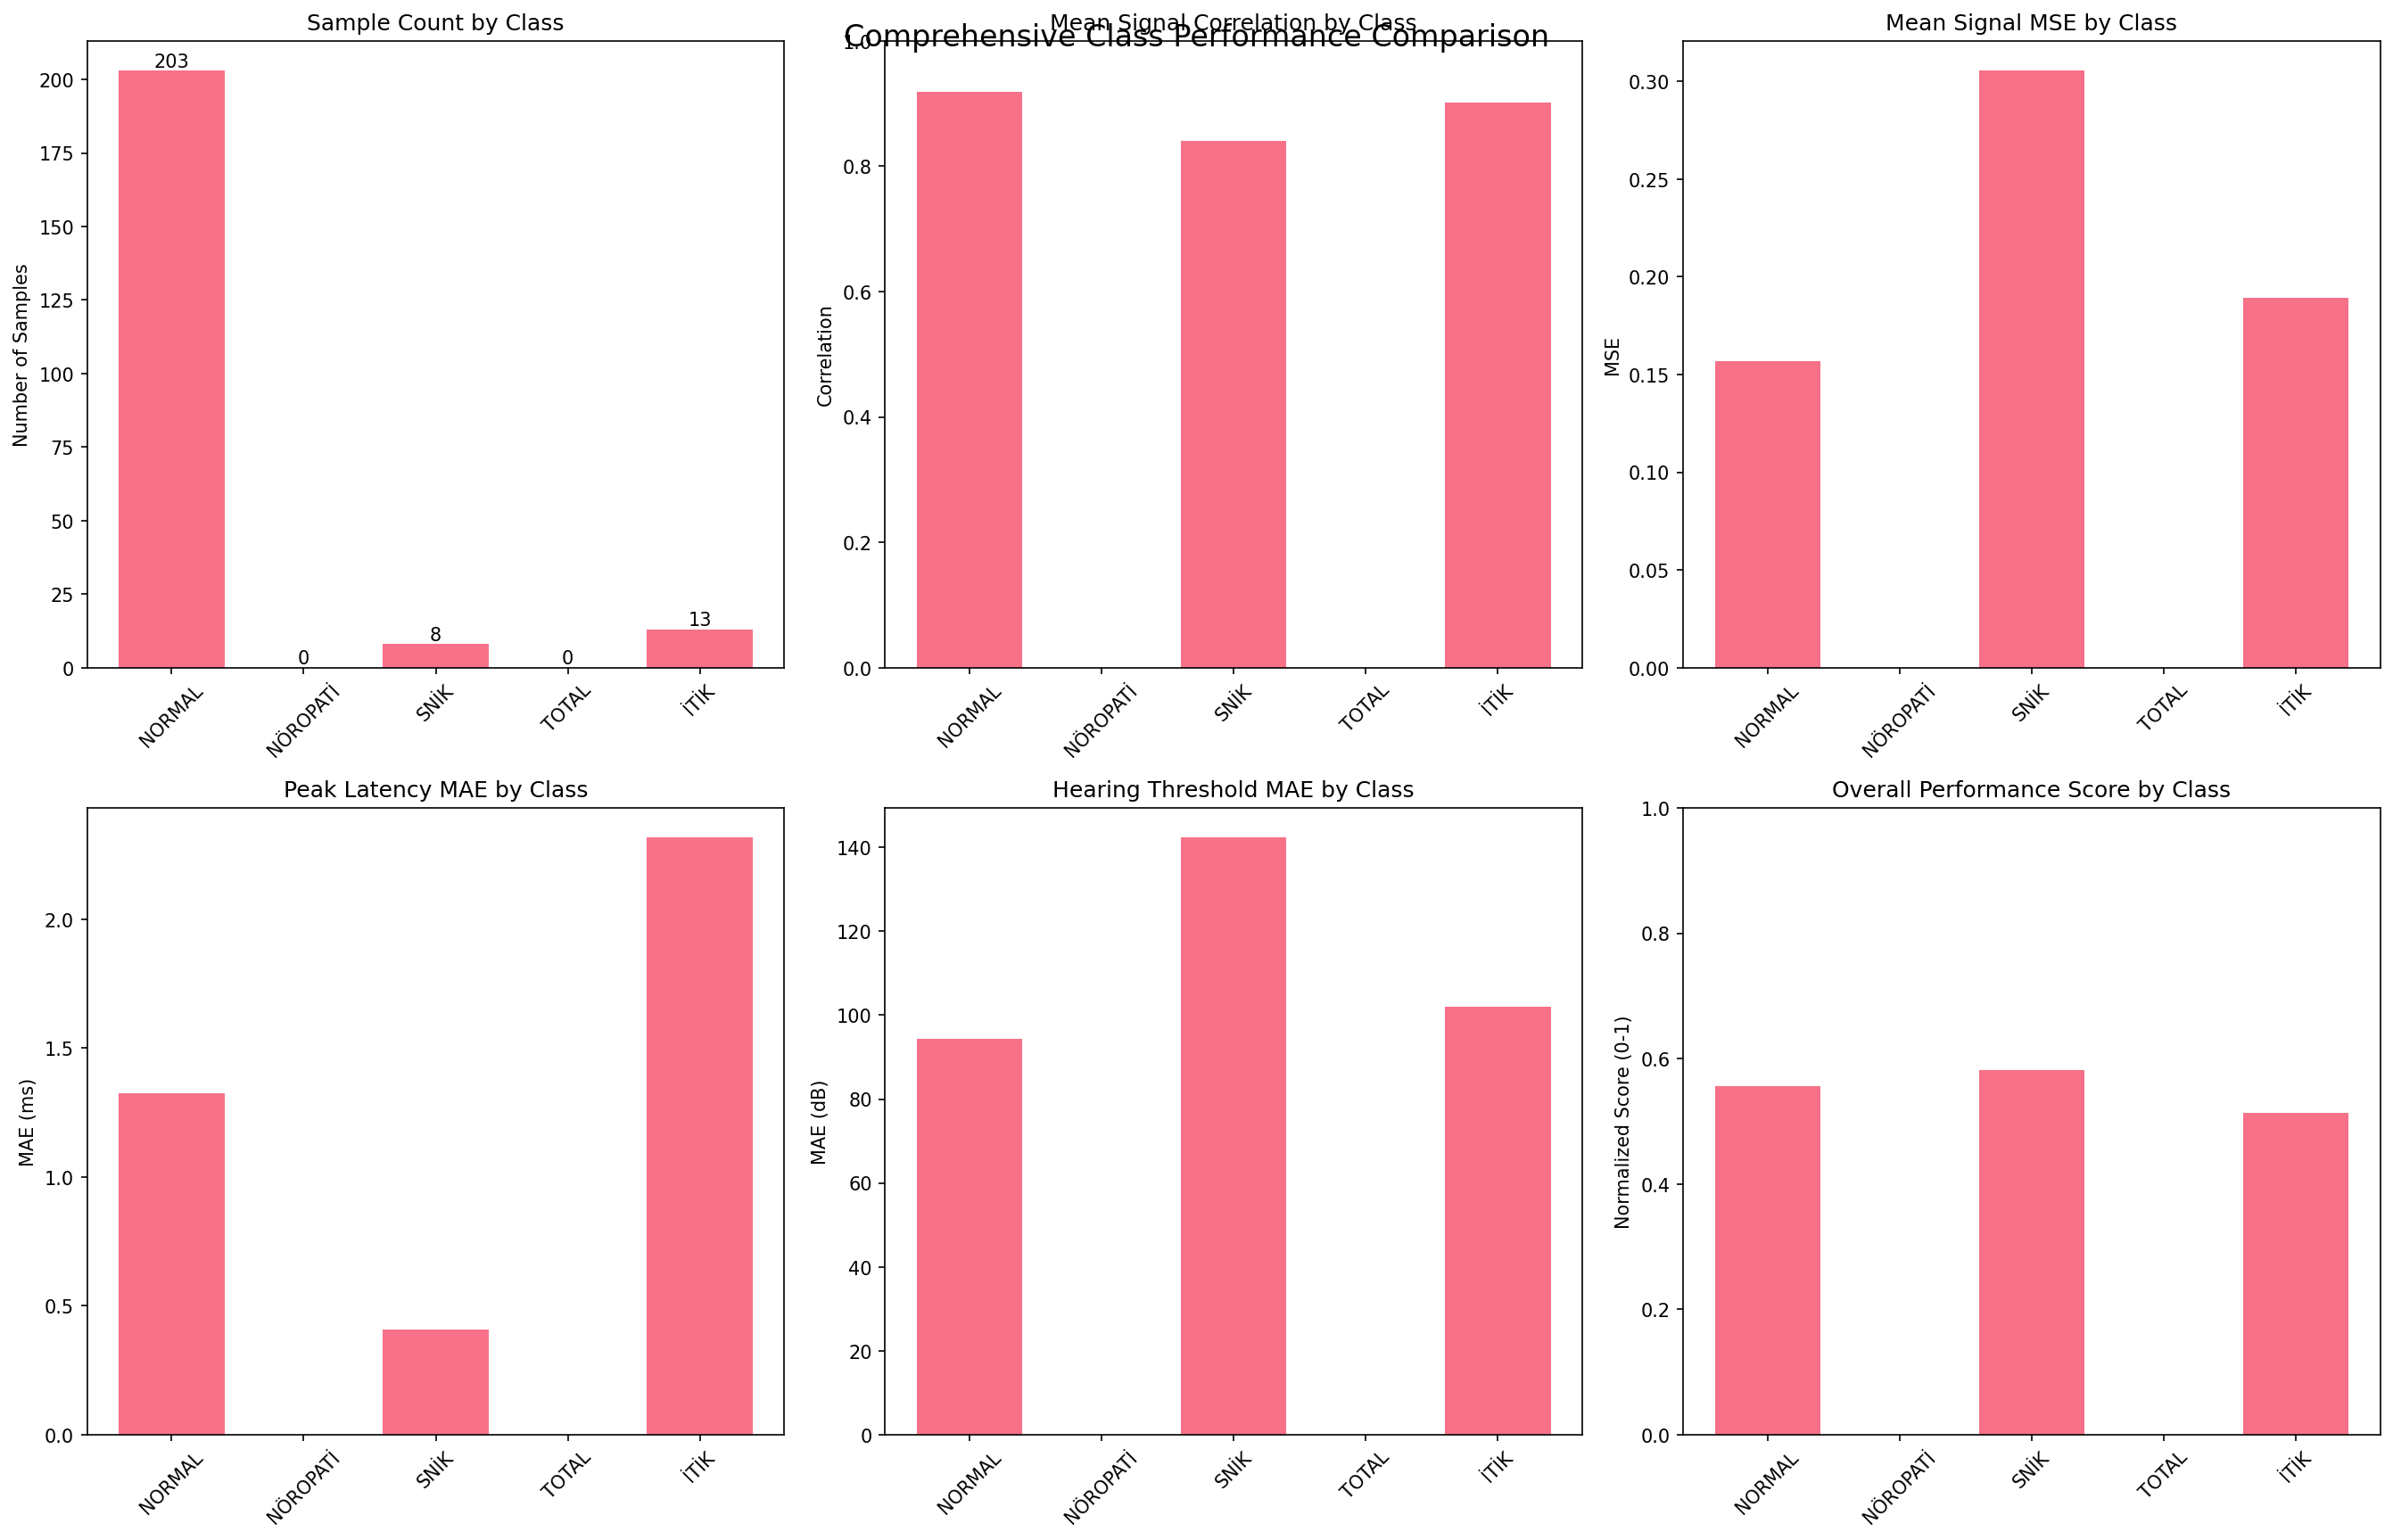 Comprehensive Class Performance Comparison
Sample Count by Class
Number of Samples
200
175
150
125
100
75
50
25
0
203
0
8
0
13
NORMAL
NÖROPATİ
SNİK
TOTAL
İTİK
Mean Signal Correlation by Class
Correlation
1.0
0.8
0.6
0.4
0.2
0.0
NORMAL
NÖROPATİ
SNİK
TOTAL
İTİK
Mean Signal MSE by Class
MSE
0.30
0.25
0.20
0.15
0.10
0.05
0.00
NORMAL
NÖROPATİ
SNİK
TOTAL
İTİK
Peak Latency MAE by Class
MAE (ms)
2.0
1.5
1.0
0.5
0.0
NORMAL
NÖROPATİ
SNİK
TOTAL
İTİK
Hearing Threshold MAE by Class
MAE (dB)
140
120
100
80
60
40
20
0
NORMAL
NÖROPATİ
SNİK
TOTAL
İTİK
Overall Performance Score by Class
Normalized Score (0-1)
1.0
0.8
0.6
0.4
0.2
0.0
NORMAL
NÖROPATİ
SNİK
TOTAL
İTİK